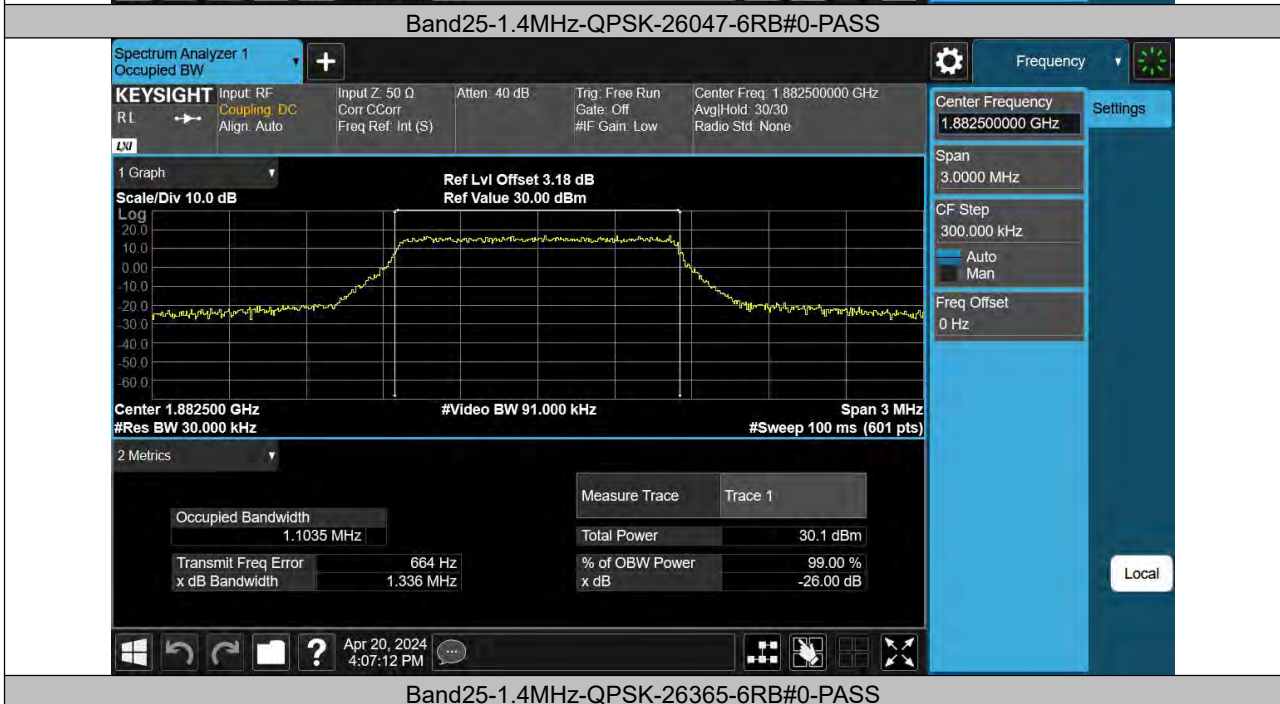 Band25-1.4MHz-QPSK-26047-6RB#0-PASS
Spectrum Analyzer 1
Occupied BW
Frequency
KEYSIGHT
RL
LXI
Input: RF
Coupling: DC
Align: Auto
Input Z: 50 Ω
Corr CCorr
Freq Ref: Int (S)
Atten: 40 dB
Trig: Free Run
Gate: Off
#IF Gain: Low
Center Freq: 1.882500000 GHz
Avg|Hold: 30/30
Radio Std: None
Center Frequency
1.882500000 GHz
Settings
Span
3.0000 MHz
CF Step
300.000 kHz
Auto
Man
Freq Offset
0 Hz
Local
1 Graph
Scale/Div 10.0 dB
Ref Lvl Offset 3.18 dB
Ref Value 30.00 dBm
Log
20.0
10.0
0.00
-10.0
-20.0
-30.0
-40.0
-50.0
-60.0
Center 1.882500 GHz
#Video BW 91.000 kHz
Span 3 MHz
#Res BW 30.000 kHz
#Sweep 100 ms (601 pts)
2 Metrics
Measure Trace
Trace 1
Occupied Bandwidth
1.1035 MHz
Total Power
30.1 dBm
Transmit Freq Error
664 Hz
% of OBW Power
99.00 %
x dB Bandwidth
1.336 MHz
x dB
-26.00 dB
?
Apr 20, 2024
4:07:12 PM
Band25-1.4MHz-QPSK-26365-6RB#0-PASS